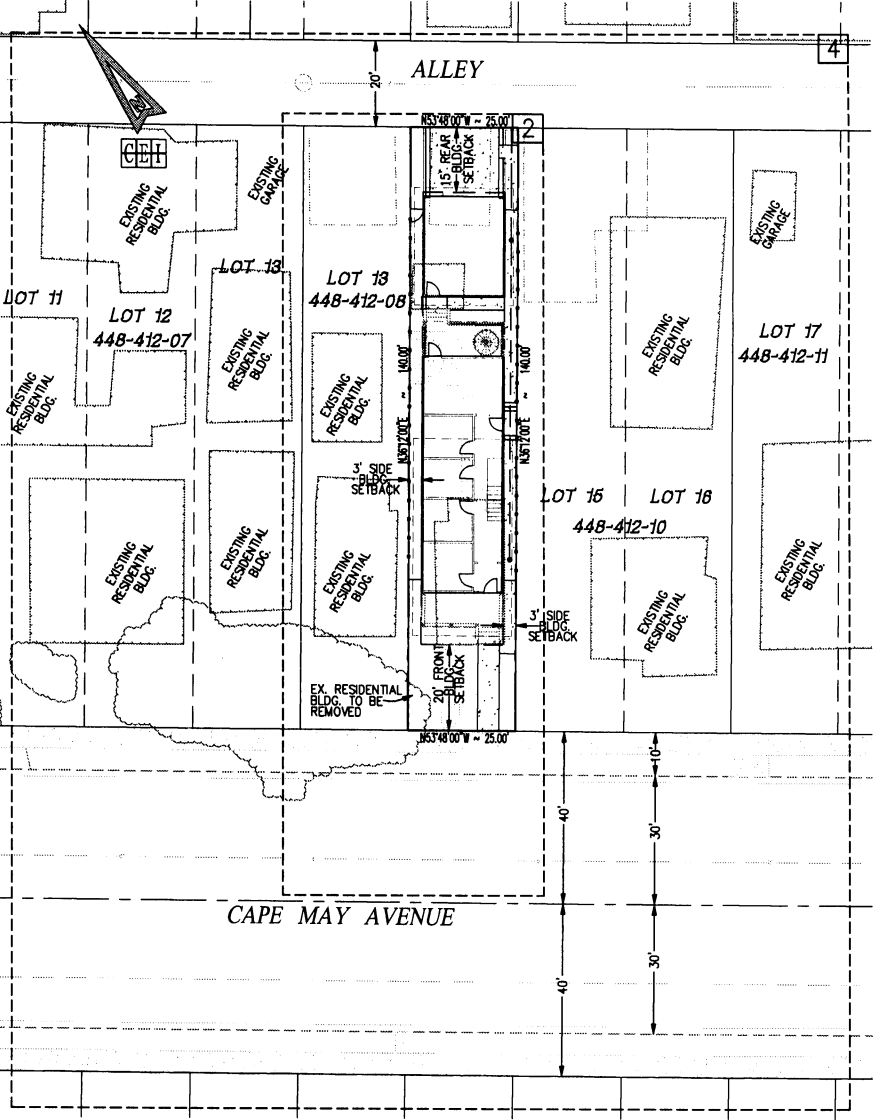 4
ALLEY
20'
N
N53°48'00"W ~ 25.00'
2
15' REAR
BLDG.
SETBACK
CEI
EXISTING
RESIDENTIAL
BLDG.
EXISTING
GARAGE
EXISTING
GARAGE
LOT 13
LOT 11
LOT 12
448-412-07
LOT 13
448-412-08
LOT 17
448-412-11
EXISTING
RESIDENTIAL
BLDG.
EXISTING
RESIDENTIAL
BLDG.
EXISTING
RESIDENTIAL
BLDG.
EXISTING
RESIDENTIAL
BLDG.
N36°12'00"E ~ 140.00'
N36°12'00"E ~ 140.00'
3' SIDE
BLDG.
SETBACK
LOT 15
LOT 16
448-412-10
EXISTING
RESIDENTIAL
BLDG.
EXISTING
RESIDENTIAL
BLDG.
EXISTING
RESIDENTIAL
BLDG.
EXISTING
RESIDENTIAL
BLDG.
EXISTING
RESIDENTIAL
BLDG.
3' SIDE
BLDG.
SETBACK
20' FRONT
BLDG.
SETBACK
EX. RESIDENTIAL
BLDG. TO BE
REMOVED
N53°48'00"W ~ 25.00'
10'
40'
30'
CAPE MAY AVENUE
40'
30'